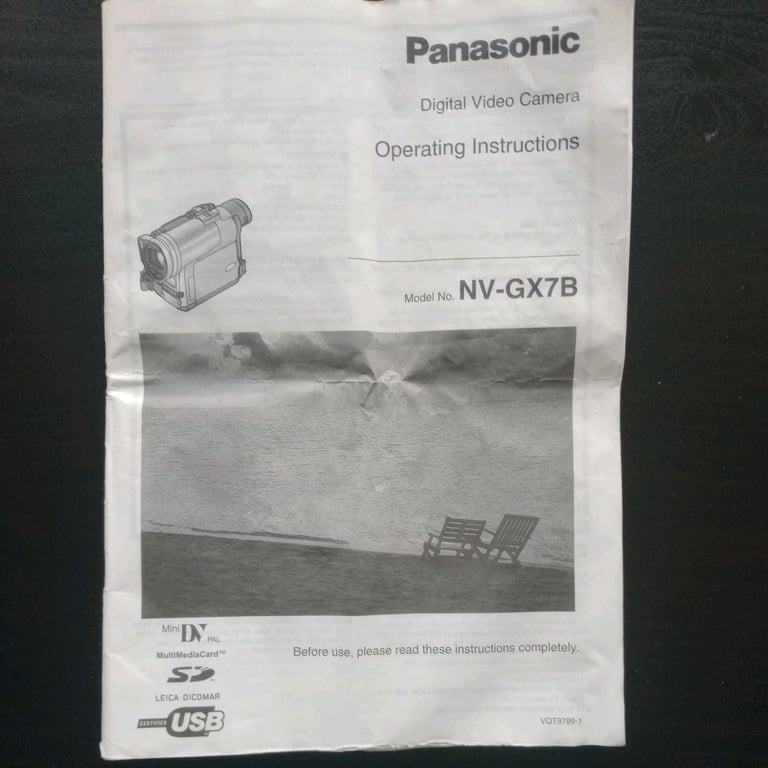 Panasonic
Digital Video Camera
Operating Instructions
Model No. NV-GX7B
Mini DV PAL
MultiMediaCard™
SD
LEICA DICOMAR
CERTIFIED USB
Before use, please read these instructions completely.
VQT9799-1